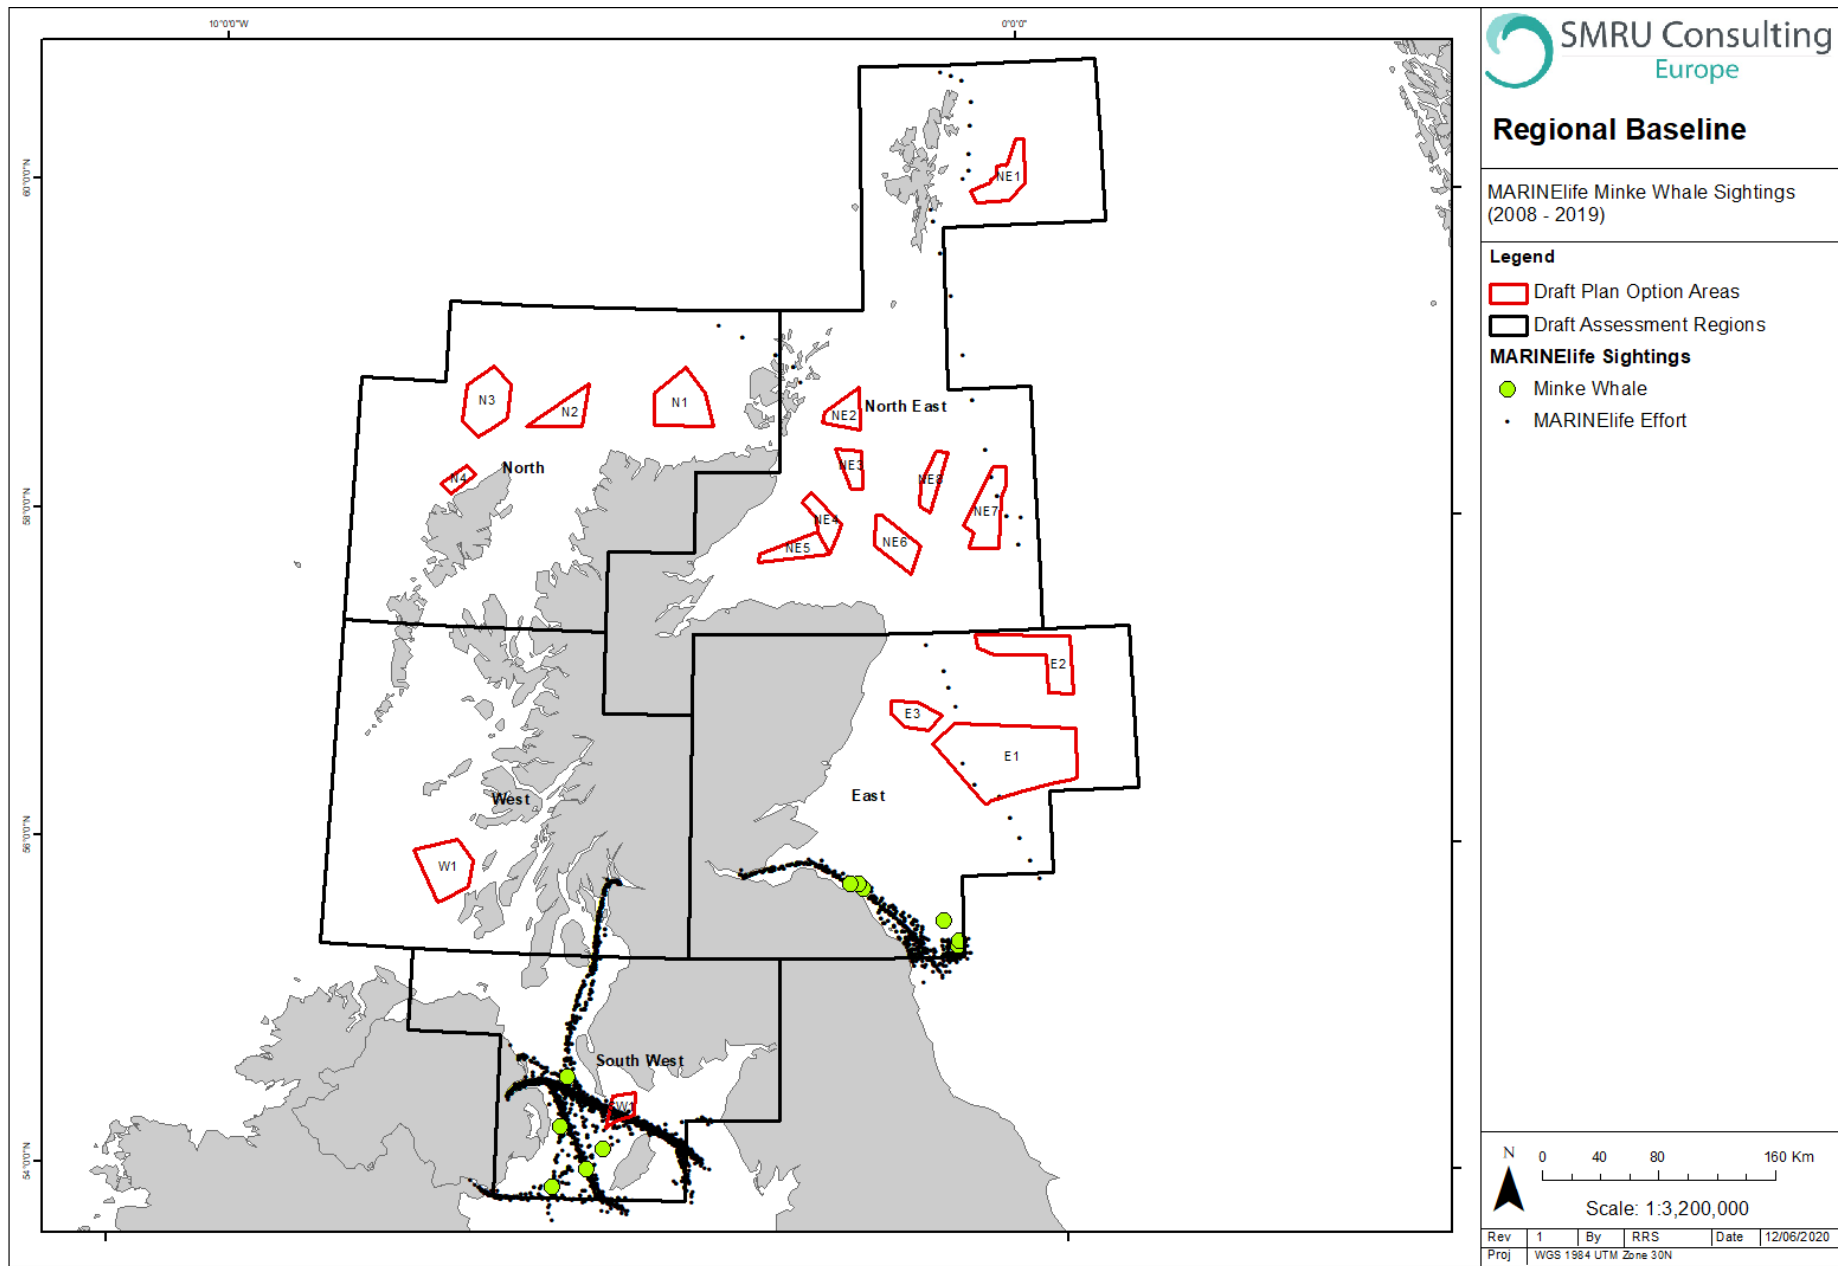 10°0'0"W
0°0'0"
60°0'0"N
58°0'0"N
56°0'0"N
54°0'0"N
NE1
N3
N2
N1
NE2
North East
North
N4
NE3
NE8
NE4
NE7
NE5
NE6
E2
E3
E1
West
East
W1
South West
SW1
SMRU Consulting
Europe
Regional Baseline
MARINElife Minke Whale Sightings
(2008 - 2019)
Legend
Draft Plan Option Areas
Draft Assessment Regions
MARINElife Sightings
Minke Whale
MARINElife Effort
N
0 40 80 160 Km
Scale: 1:3,200,000
Rev 1 By RRS Date 12/06/2020
Proj WGS 1984 UTM Zone 30N